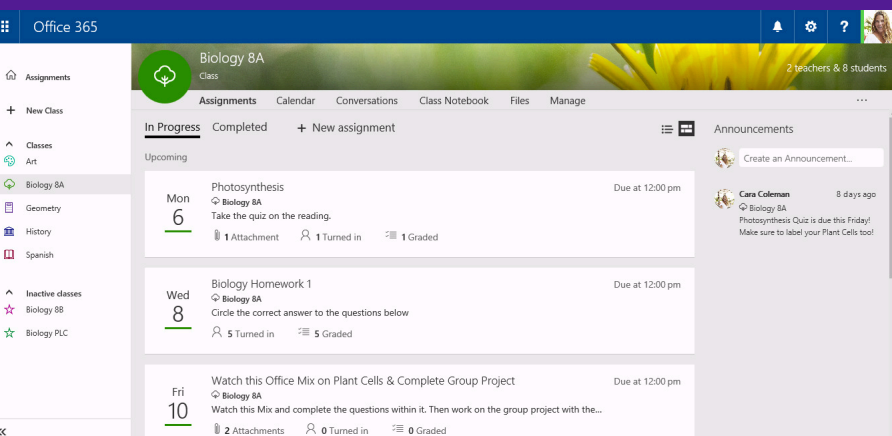 Office 365
?
Assignments
New Class
Classes
Art
Biology 8A
Geometry
History
Spanish
Inactive classes
Biology 8B
Biology PLC
Biology 8A
Class
2 teachers & 8 students
Assignments Calendar Conversations Class Notebook Files Manage ...
In Progress Completed + New assignment
Upcoming
Mon
6
Photosynthesis
Due at 12:00 pm
Biology 8A
Take the quiz on the reading.
1 Attachment 1 Turned in 1 Graded
Wed
8
Biology Homework 1
Due at 12:00 pm
Biology 8A
Circle the correct answer to the questions below
5 Turned in 5 Graded
Fri
10
Watch this Office Mix on Plant Cells & Complete Group Project
Due at 12:00 pm
Biology 8A
Watch this Mix and complete the questions within it. Then work on the group project with the...
2 Attachments 0 Turned in 0 Graded
Announcements
Create an Announcement...
Cara Coleman 8 days ago
Biology 8A
Photosynthesis Quiz is due this Friday!
Make sure to label your Plant Cells too!